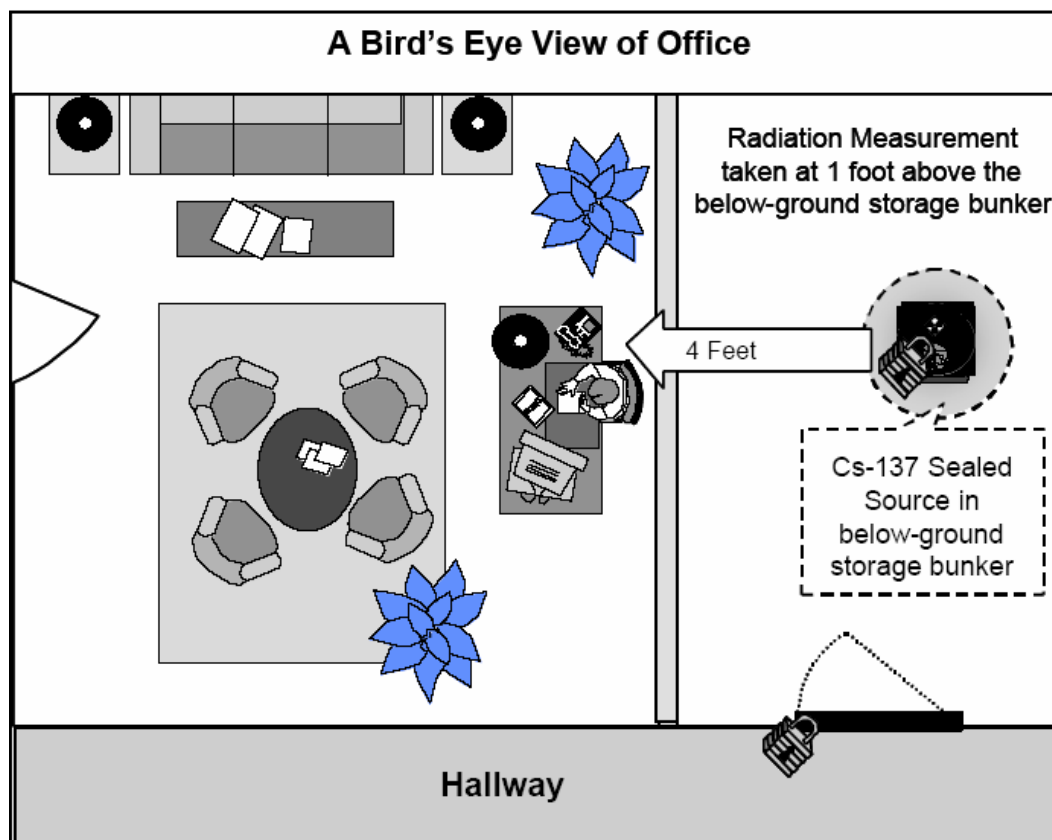 A Bird’s Eye View of Office
Radiation Measurement
taken at 1 foot above the
below-ground storage bunker
4 Feet
Cs-137 Sealed
Source in
below-ground
storage bunker
Hallway